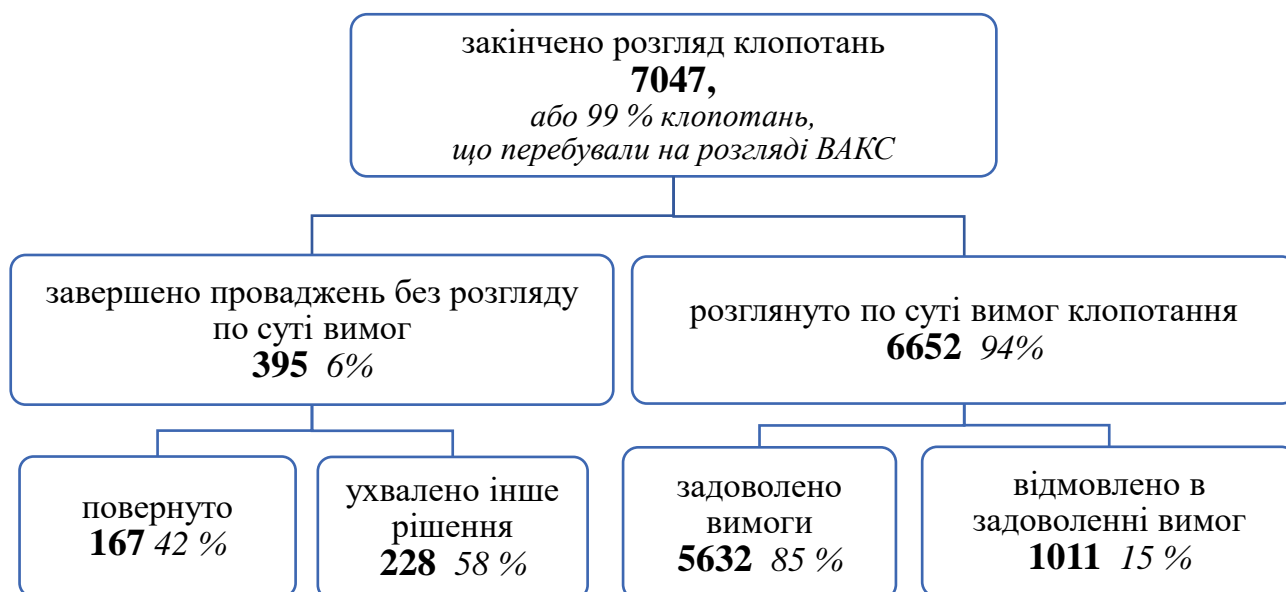 закінчено розгляд клопотань
7047,
або 99 % клопотань,
що перебували на розгляді ВАКС
завершено проваджень без розгляду
по суті вимог
395 6%
розглянуто по суті вимог клопотання
6652 94%
повернуто
167 42 %
ухвалено інше
рішення
228 58 %
задоволено
вимоги
5632 85 %
відмовлено в
задоволенні вимог
1011 15 %